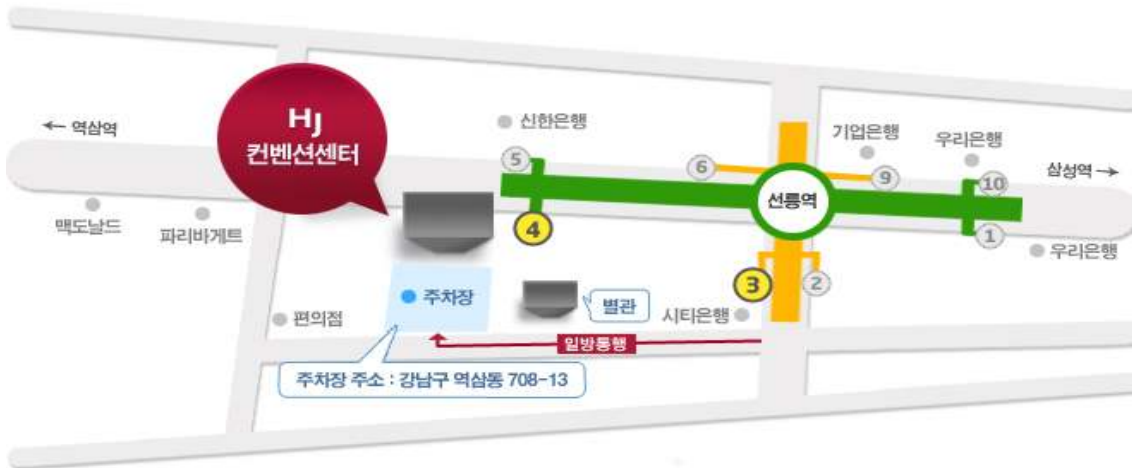 HJ
컨벤션센터
← 역삼역
신한은행
기업은행
우리은행
삼성역 →
5
6
9
10
선릉역
맥도날드
파리바게트
4
1
우리은행
3
2
주차장
별관
편의점
시티은행
일방통행
주차장 주소 : 강남구 역삼동 708-13